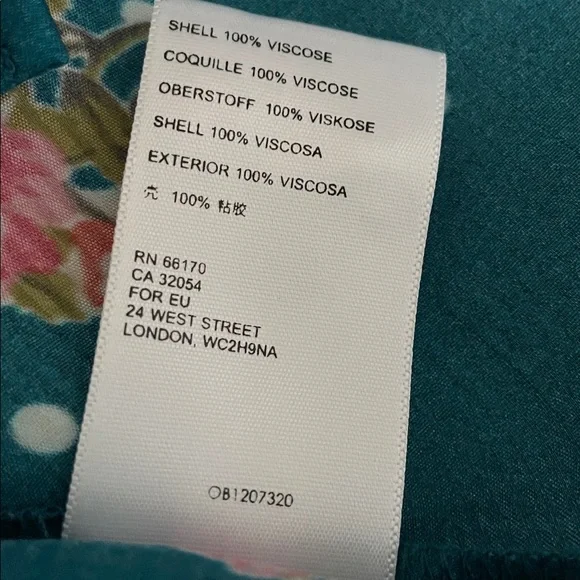 SHELL 100% VISCOSE
COQUILLE 100% VISCOSE
OBERSTOFF 100% VISKOSE
SHELL 100% VISCOSA
EXTERIOR 100% VISCOSA
壳 100% 粘胶
RN 66170
CA 32054
FOR EU
24 WEST STREET
LONDON, WC2H9NA
OB1207320